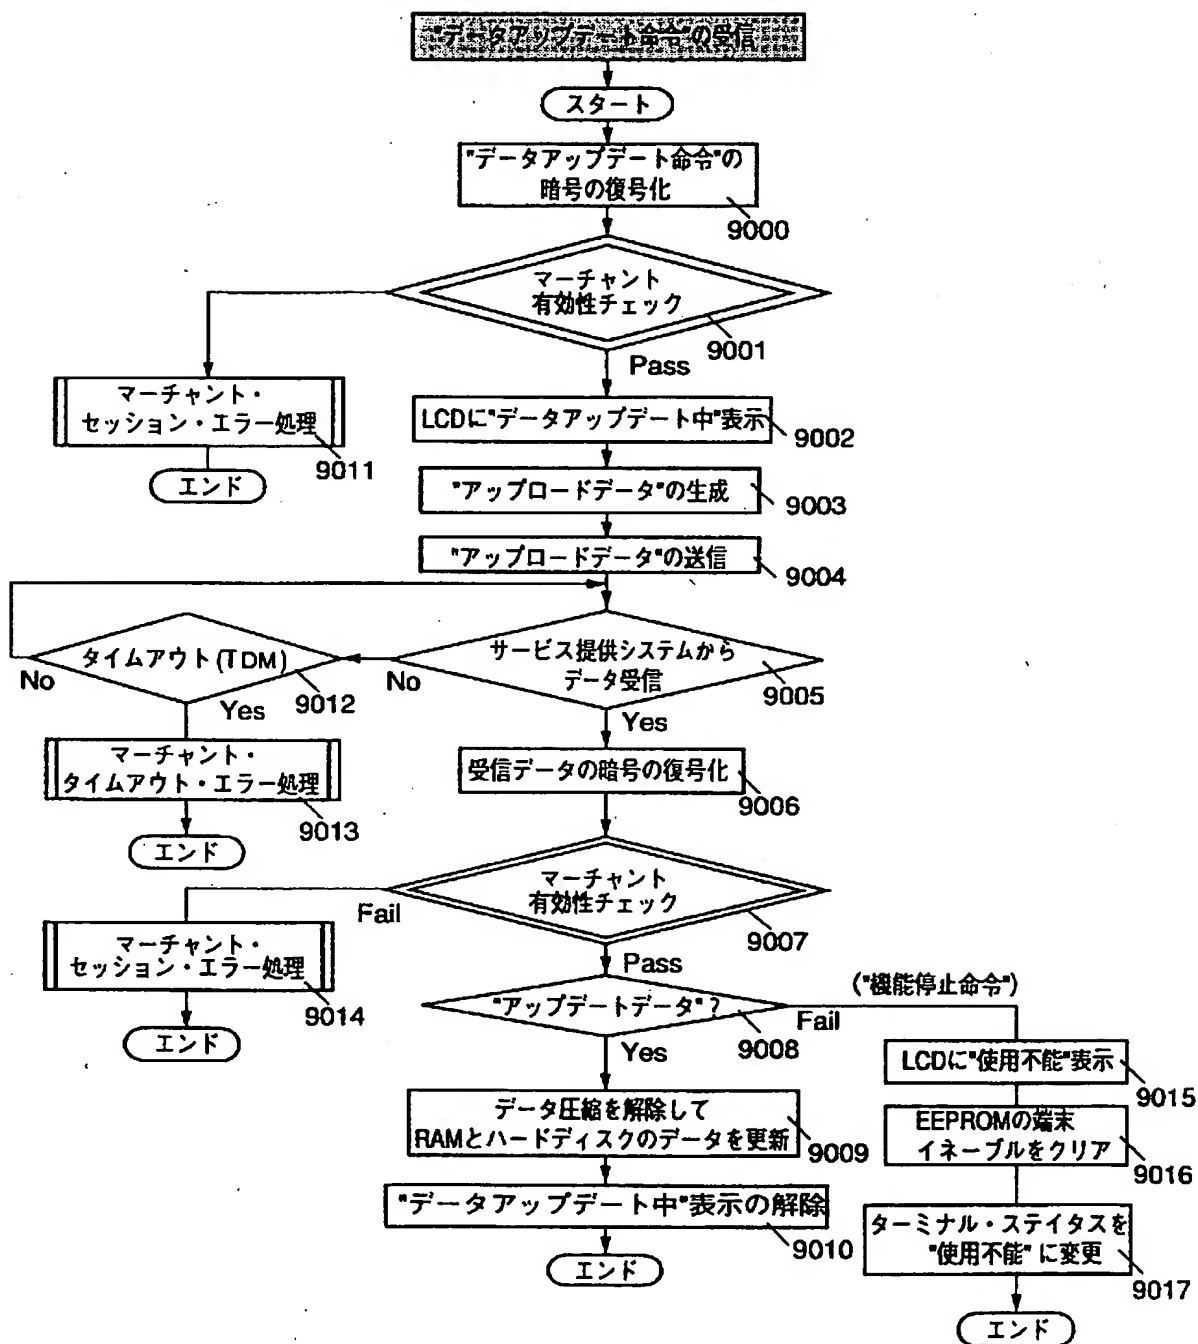 "データアップデート命令"の受信
スタート
"データアップデート命令"の
暗号の復号化
9000
マーチャント
有効性チェック
9001
Pass
マーチャント・
セッション・エラー処理
9011
エンド
LCDに"データアップデート中"表示
9002
"アップロードデータ"の生成
9003
"アップロードデータ"の送信
9004
サービス提供システムから
データ受信
9005
No
Yes
タイムアウト(TDM)
9012
No
Yes
マーチャント・
タイムアウト・エラー処理
9013
エンド
受信データの暗号の復号化
9006
マーチャント
有効性チェック
9007
Fail
Pass
マーチャント・
セッション・エラー処理
9014
エンド
"アップデートデータ"?
9008
Yes
Fail
("機能停止命令")
データ圧縮を解除して
RAMとハードディスクのデータを更新
9009
"データアップデート中"表示の解除
9010
エンド
LCDに"使用不能"表示
9015
EEPROMの端末
イネーブルをクリア
9016
ターミナル・ステイタスを
"使用不能"に変更
9017
エンド